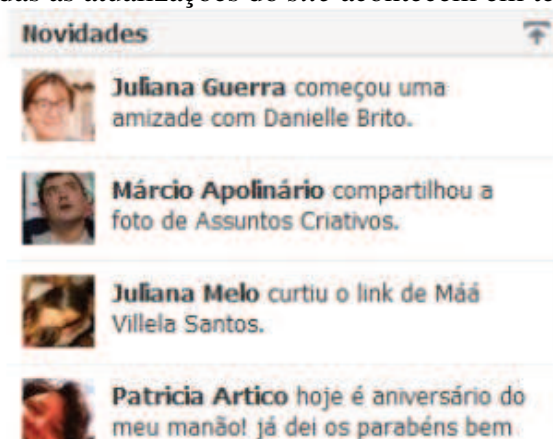 Novidades
Juliana Guerra começou uma
amizade com Danielle Brito.
Márcio Apolinário compartilhou a
foto de Assuntos Criativos.
Juliana Melo curtiu o link de Máá
Villela Santos.
Patricia Artico hoje é aniversário do
meu manão! já dei os parabéns bem